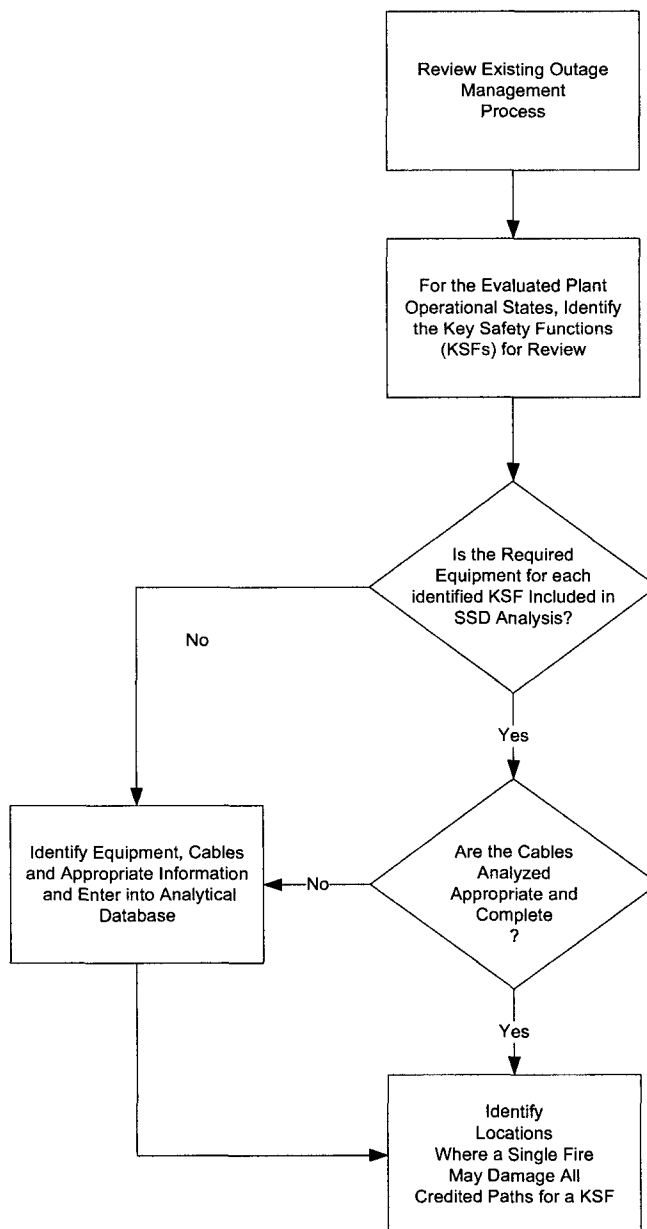 Review Existing Outage
Management
Process
For the Evaluated Plant
Operational States, Identify
the Key Safety Functions
(KSFs) for Review
Is the Required
Equipment for each
identified KSF Included in
SSD Analysis?
No
Yes
Identify Equipment, Cables
and Appropriate Information
and Enter into Analytical
Database
No
Are the Cables
Analyzed
Appropriate and
Complete
?
Yes
Identify
Locations
Where a Single Fire
May Damage All
Credited Paths for a KSF